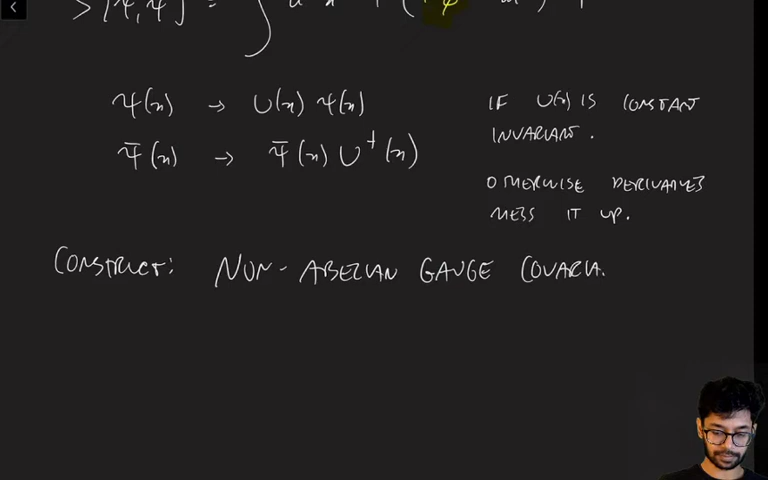 S[Ψ, Ψ̄] = ∫
Ψ(x) → U(x) Ψ(x)
Ψ̄(x) → Ψ̄(x) U†(x)
IF U(x) IS CONSTANT
INVARIANT.
OTHERWISE DERIVATIVES
MESS IT UP.
CONSTRUCT: NON-ABELIAN GAUGE COVARIA